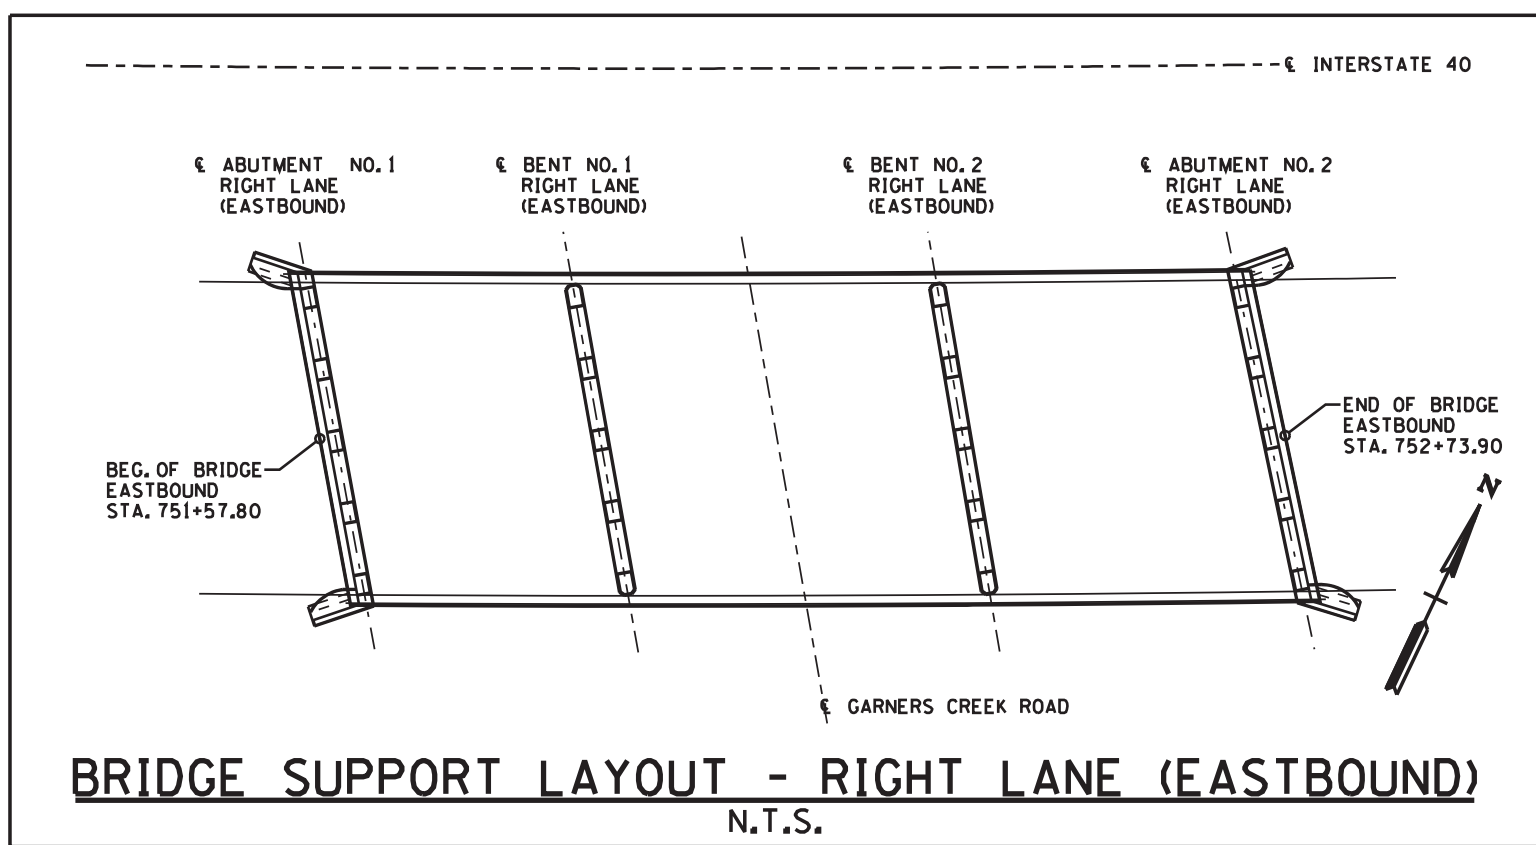 ℄ INTERSTATE 40
℄ ABUTMENT NO. 1
RIGHT LANE
(EASTBOUND)
℄ BENT NO. 1
RIGHT LANE
(EASTBOUND)
℄ BENT NO. 2
RIGHT LANE
(EASTBOUND)
℄ ABUTMENT NO. 2
RIGHT LANE
(EASTBOUND)
END OF BRIDGE
EASTBOUND
STA. 752+73.90
BEG. OF BRIDGE
EASTBOUND
STA. 751+57.80
N
℄ GARNERS CREEK ROAD
BRIDGE SUPPORT LAYOUT - RIGHT LANE (EASTBOUND)
N.T.S.